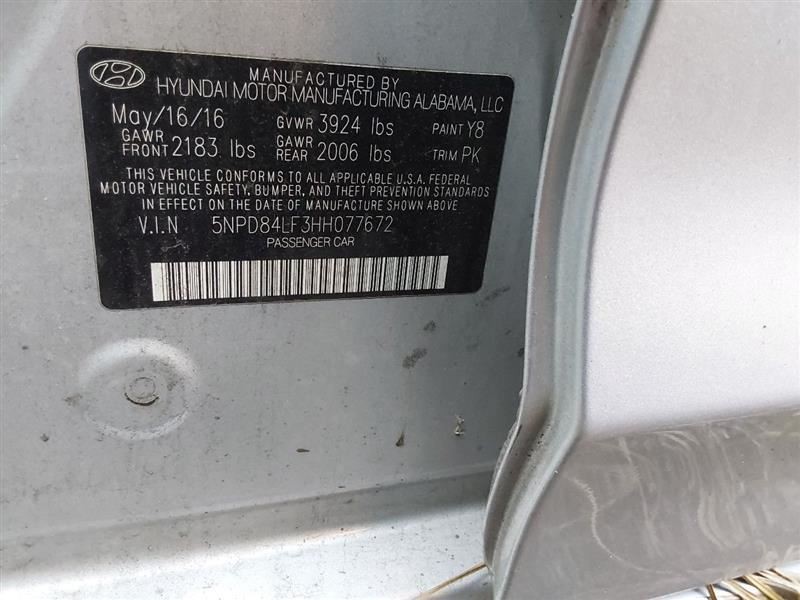 MANUFACTURED BY
HYUNDAI MOTOR MANUFACTURING ALABAMA, LLC
May/16/16 GVWR 3924 lbs PAINT Y8
GAWR FRONT 2183 lbs GAWR REAR 2006 lbs TRIM PK
THIS VEHICLE CONFORMS TO ALL APPLICABLE U.S.A. FEDERAL
MOTOR VEHICLE SAFETY, BUMPER, AND THEFT PREVENTION STANDARDS
IN EFFECT ON THE DATE OF MANUFACTURE SHOWN ABOVE
V.I.N 5NPD84LF3HH077672
PASSENGER CAR